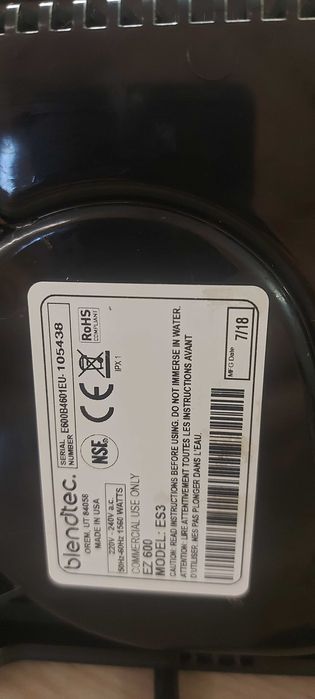 blendtec.
OREM, UT 84058
MADE IN USA
SERIAL NUMBER
E600B4601EU- 105438
220V -240V a.c.
50Hz-60Hz 1560 WATTS
NSF.
CE
RoHS
COMPLIANT
IPX 1
COMMERCIAL USE ONLY
EZ 600
MODEL: ES3
CAUTION: READ INSTRUCTIONS BEFORE USING. DO NOT IMMERSE IN WATER.
ATTENTION: LIRE ATTENTIVEMENT TOUTES LES INSTRUCTIONS AVANT
D'UTILISER. NES PAS PLONGER DANS L'EAU.
MFG Date
7/18